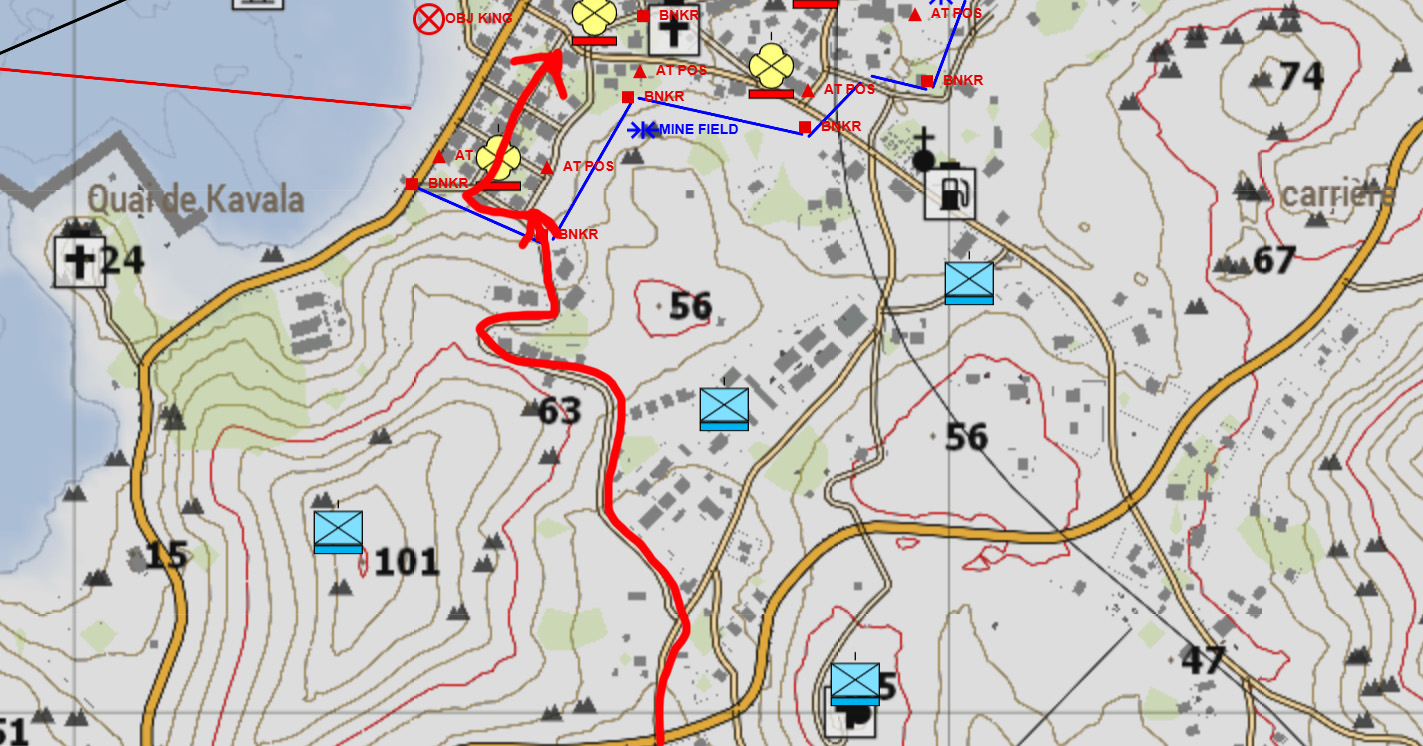 OBJ KING
BNKR
AT POS
AT POS
74
BNKR
AT POS
BNKR
MINE FIELD
BNKR
AT
AT POS
BNKR
Quai de Kavala
carrière
BNKR
24
67
56
63
56
15
101
47
5
51